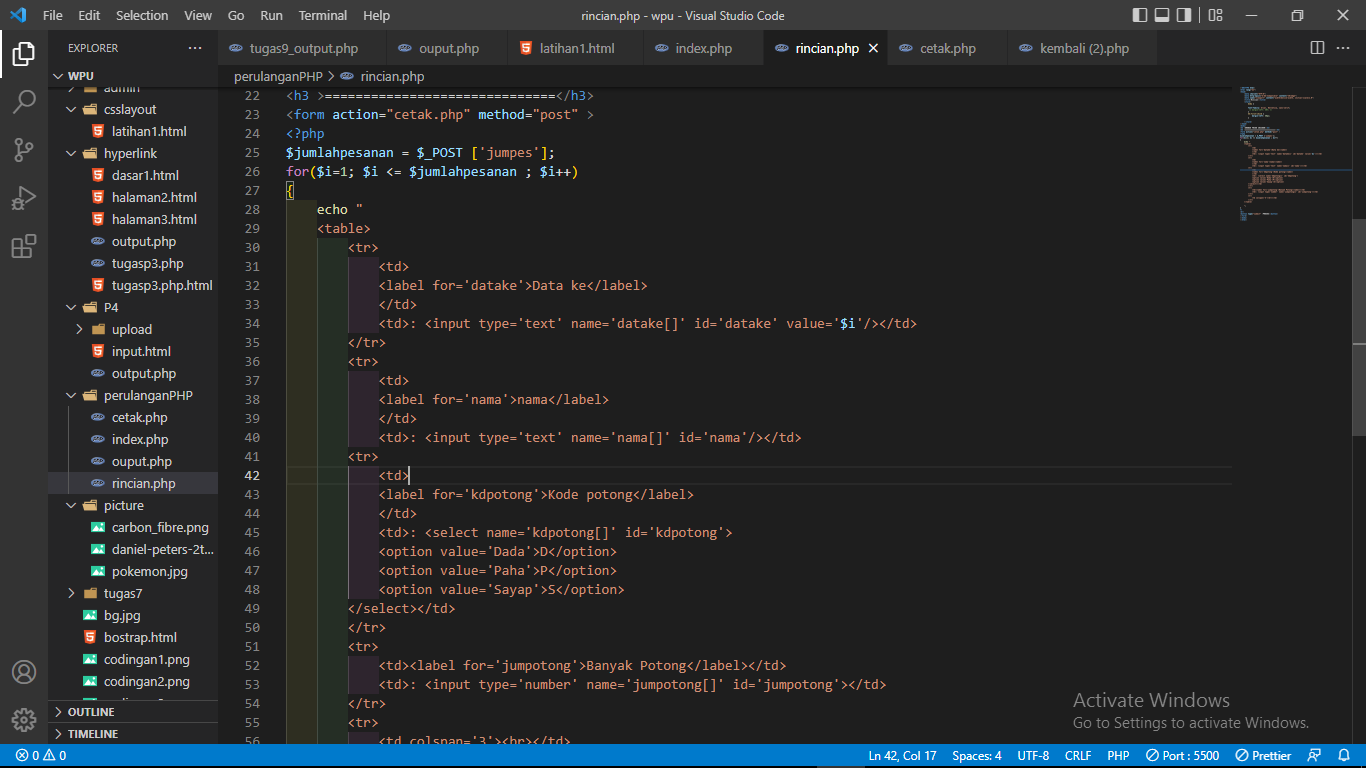 File Edit Selection View Go Run Terminal Help rincian.php - wpu - Visual Studio Code
EXPLORER ...
tugas9_output.php ouput.php latihan1.html index.php rincian.php cetak.php kembali (2).php
WPU
admin
csslayout
latihan1.html
hyperlink
dasar1.html
halaman2.html
halaman3.html
output.php
tugasp3.php
tugasp3.php.html
P4
upload
input.html
output.php
perulanganPHP
cetak.php
index.php
ouput.php
rincian.php
picture
carbon_fibre.png
daniel-peters-2t...
pokemon.jpg
tugas7
bg.jpg
bostrap.html
codingan1.png
codingan2.png
OUTLINE
TIMELINE
perulanganPHP > rincian.php
22 <h3 >==============================</h3>
23 <form action="cetak.php" method="post" >
24 <?php
25 $jumlahpesanan = $_POST ['jumpes'];
26 for($i=1; $i <= $jumlahpesanan ; $i++)
27 {
28 echo "
29 <table>
30 <tr>
31 <td>
32 <label for='datake'>Data ke</label>
33 </td>
34 <td>: <input type='text' name='datake[]' id='datake' value='$i'/></td>
35 </tr>
36 <tr>
37 <td>
38 <label for='nama'>nama</label>
39 </td>
40 <td>: <input type='text' name='nama[]' id='nama'/></td>
41 <tr>
42 <td>
43 <label for='kdpotong'>Kode potong</label>
44 </td>
45 <td>: <select name='kdpotong[]' id='kdpotong'>
46 <option value='Dada'>D</option>
47 <option value='Paha'>P</option>
48 <option value='Sayap'>S</option>
49 </select></td>
50 </tr>
51 <tr>
52 <td><label for='jumpotong'>Banyak Potong</label></td>
53 <td>: <input type='number' name='jumpotong[]' id='jumpotong'></td>
54 </tr>
55 <tr>
56 <td colspan='3'><hr></td>
Activate Windows
Go to Settings to activate Windows.
0 0 Ln 42, Col 17 Spaces: 4 UTF-8 CRLF PHP Port : 5500 Prettier